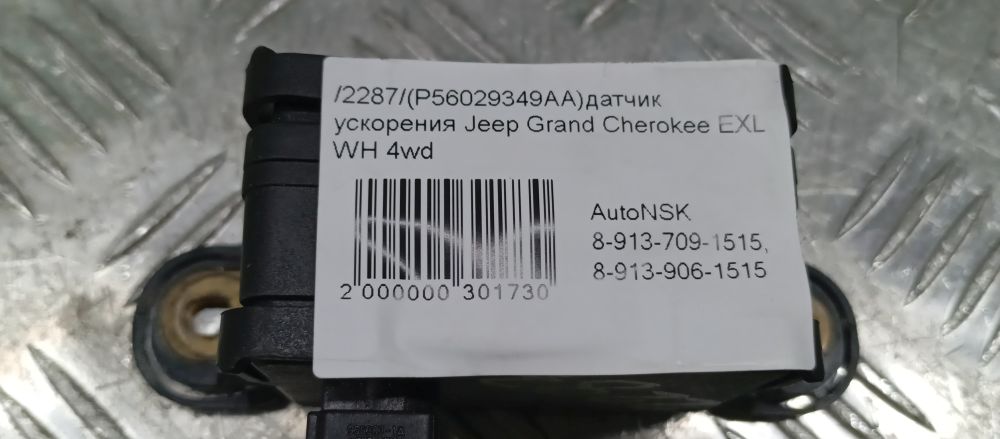 /2287/(P56029349AA)датчик
ускорения Jeep Grand Cherokee EXL
WH 4wd
AutoNSK
8-913-709-1515,
8-913-906-1515
2 000000 301730